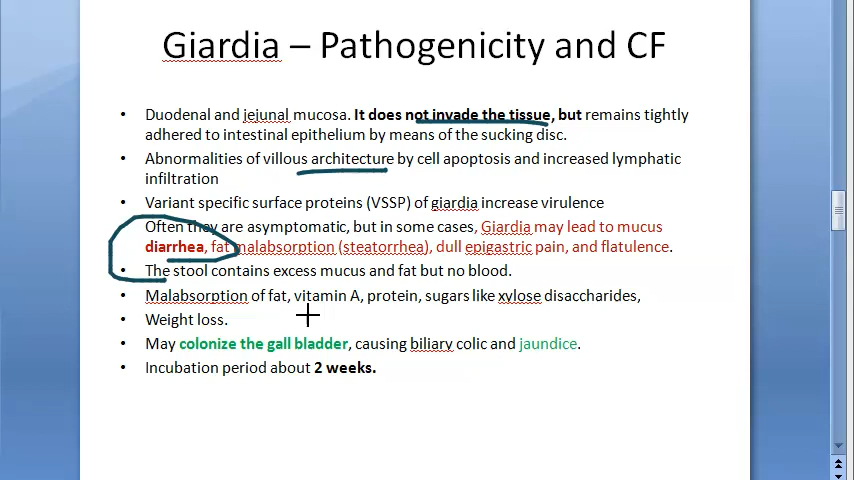 Giardia – Pathogenicity and CF
• Duodenal and jejunal mucosa. It does not invade the tissue, but remains tightly
adhered to intestinal epithelium by means of the sucking disc.
• Abnormalities of villous architecture by cell apoptosis and increased lymphatic
infiltration
• Variant specific surface proteins (VSSP) of giardia increase virulence
Often they are asymptomatic, but in some cases, Giardia may lead to mucus
diarrhea, fat malabsorption (steatorrhea), dull epigastric pain, and flatulence.
• The stool contains excess mucus and fat but no blood.
• Malabsorption of fat, vitamin A, protein, sugars like xylose disaccharides,
• Weight loss.
• May colonize the gall bladder, causing biliary colic and jaundice.
• Incubation period about 2 weeks.